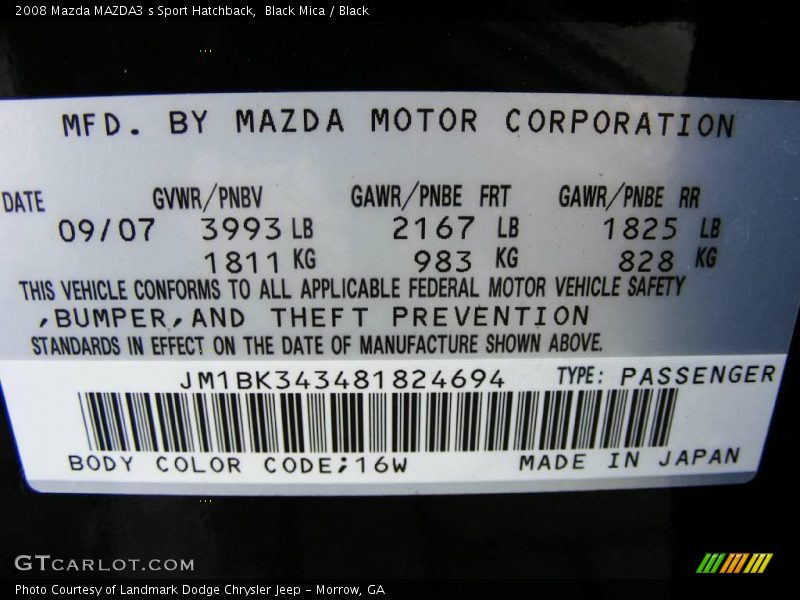 2008 Mazda MAZDA3 s Sport Hatchback,  Black Mica / Black
MFD. BY MAZDA MOTOR CORPORATION
DATE GVWR/PNBV GAWR/PNBE FRT GAWR/PNBE RR
09/07 3993 LB 2167 LB 1825 LB
1811 KG 983 KG 828 KG
THIS VEHICLE CONFORMS TO ALL APPLICABLE FEDERAL MOTOR VEHICLE SAFETY
,BUMPER,AND THEFT PREVENTION
STANDARDS IN EFFECT ON THE DATE OF MANUFACTURE SHOWN ABOVE.
JM1BK343481824694 TYPE: PASSENGER
BODY COLOR CODE;16W MADE IN JAPAN
GTCARLOT.COM
Photo Courtesy of Landmark Dodge Chrysler Jeep - Morrow, GA